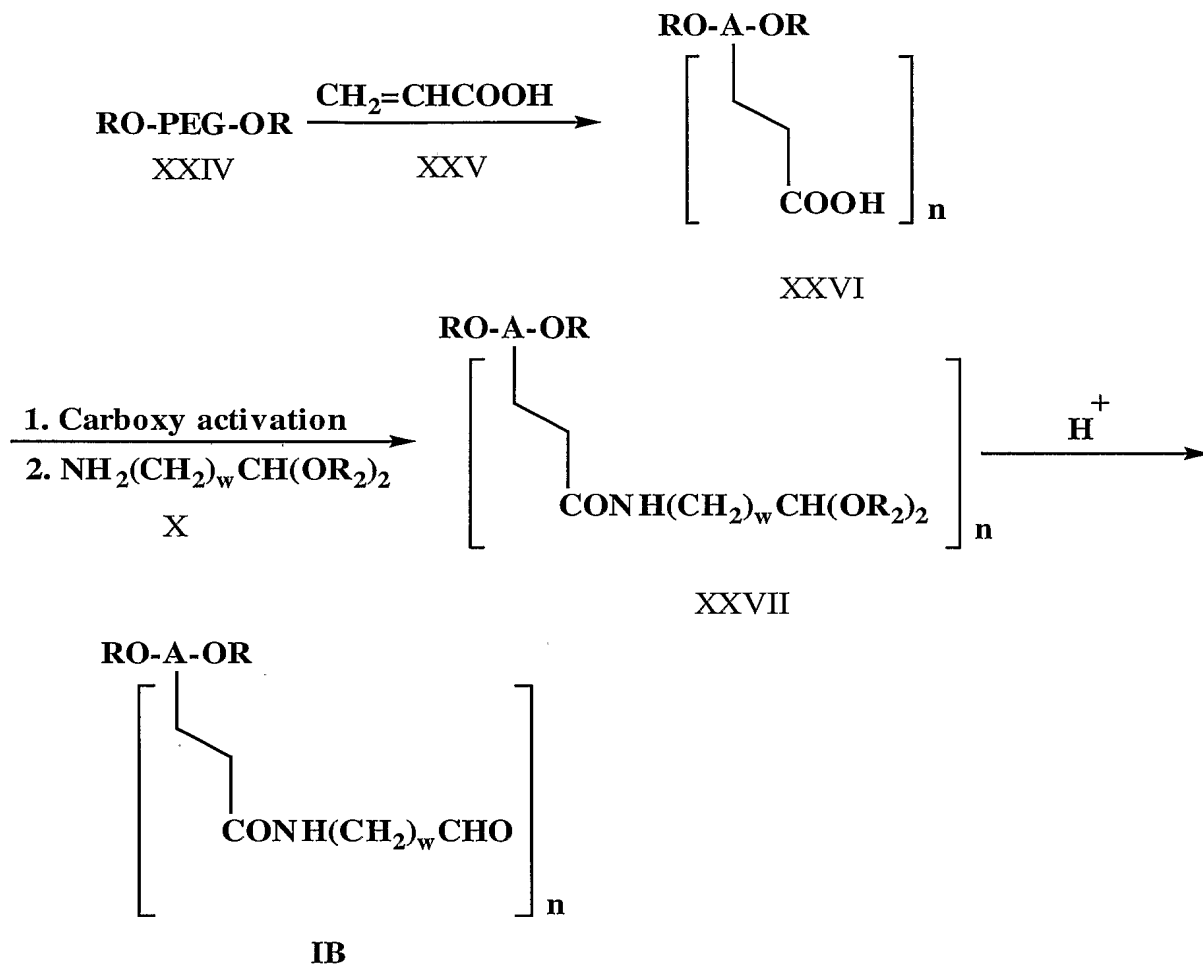 RO-A-OR
CH2=CHCOOH
RO-PEG-OR
XXIV
XXV
COOH
n
XXVI
RO-A-OR
1. Carboxy activation
2. NH2(CH2)wCH(OR2)2
X
H+
CONH(CH2)wCH(OR2)2
n
XXVII
RO-A-OR
CONH(CH2)wCHO
n
IB